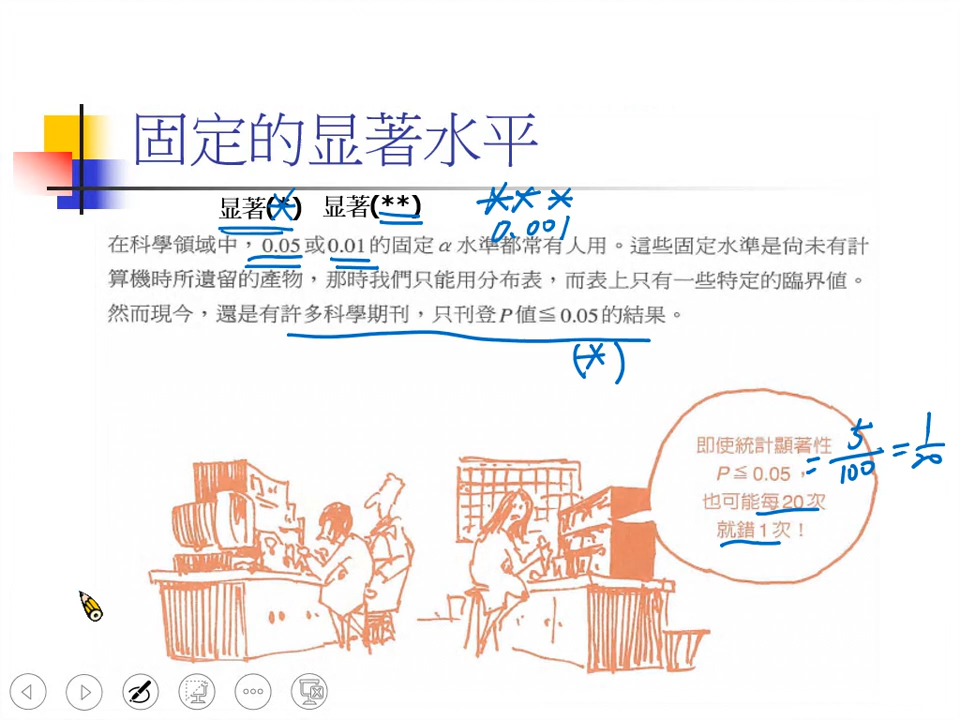 固定的显著水平
显著(*) 显著(**) ***
0.001
在科學領域中，0.05或0.01的固定α水準都常有人用。這些固定水準是尚未有計
算機時所遺留的產物，那時我們只能用分布表，而表上只有一些特定的臨界值。
然而現今，還是有許多科學期刊，只刊登P值≦0.05的結果。
(*)
即使統計顯著性
P≦0.05，
也可能每20次
就錯1次！
=5/100=1/20